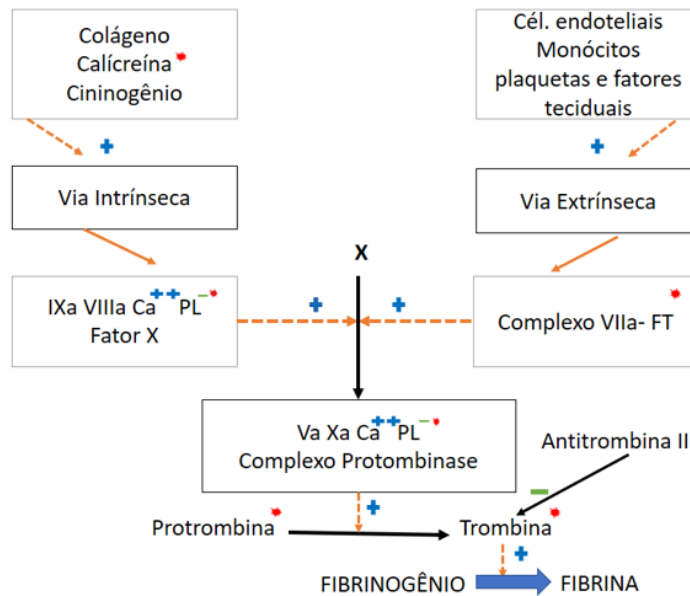 Colágeno
Calícreína
Cininogênio
Cél. endoteliais
Monócitos
plaquetas e fatores
teciduais
+
+
Via Intrínseca
Via Extrínseca
X
IXa VIIIa Ca++PL–
Fator X
+
+
Complexo VIIa- FT
Va Xa Ca++PL–
Complexo Protombinase
Antitrombina II
–
+
Protrombina
Trombina
+
FIBRINOGÊNIO
FIBRINA